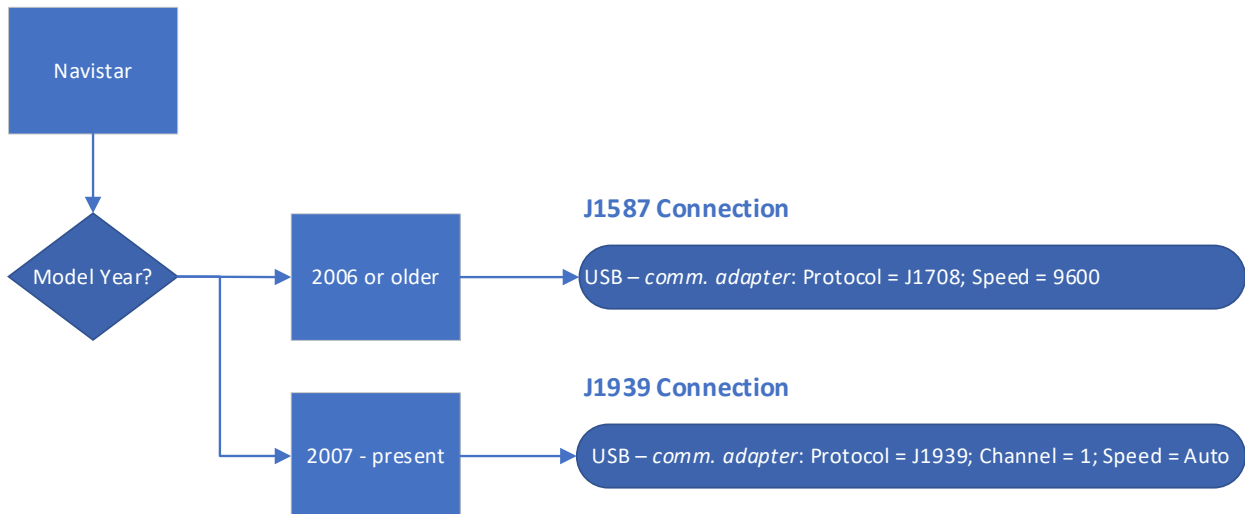 Navistar
Model Year?
2006 or older
J1587 Connection
USB – comm. adapter: Protocol = J1708; Speed = 9600
2007 - present
J1939 Connection
USB – comm. adapter: Protocol = J1939; Channel = 1; Speed = Auto